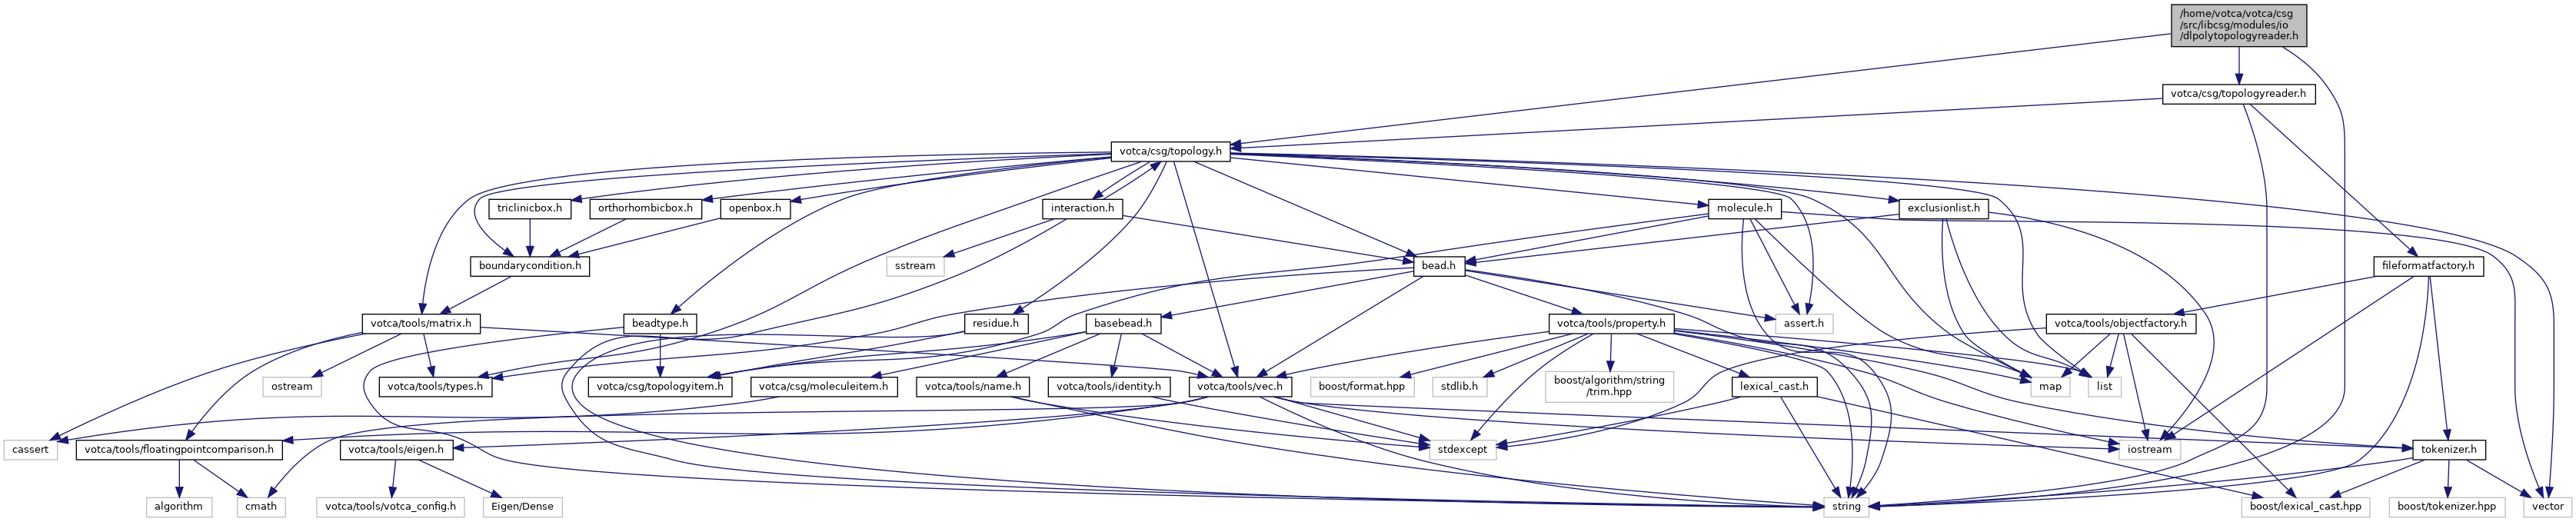 /home/votca/votca/csg
/src/libcsg/modules/io
/dlpolytopologyreader.h
votca/csg/topologyreader.h
votca/csg/topology.h
triclinicbox.h
orthorhombicbox.h
openbox.h
interaction.h
molecule.h
exclusionlist.h
boundarycondition.h
sstream
bead.h
fileformatfactory.h
votca/tools/matrix.h
beadtype.h
residue.h
basebead.h
votca/tools/property.h
assert.h
votca/tools/objectfactory.h
ostream
votca/tools/types.h
votca/csg/topologyitem.h
votca/csg/moleculeitem.h
votca/tools/name.h
votca/tools/identity.h
votca/tools/vec.h
boost/format.hpp
stdlib.h
boost/algorithm/string
/trim.hpp
lexical_cast.h
map
list
cassert
votca/tools/floatingpointcomparison.h
votca/tools/eigen.h
stdexcept
iostream
tokenizer.h
algorithm
cmath
votca/tools/votca_config.h
Eigen/Dense
string
boost/lexical_cast.hpp
boost/tokenizer.hpp
vector